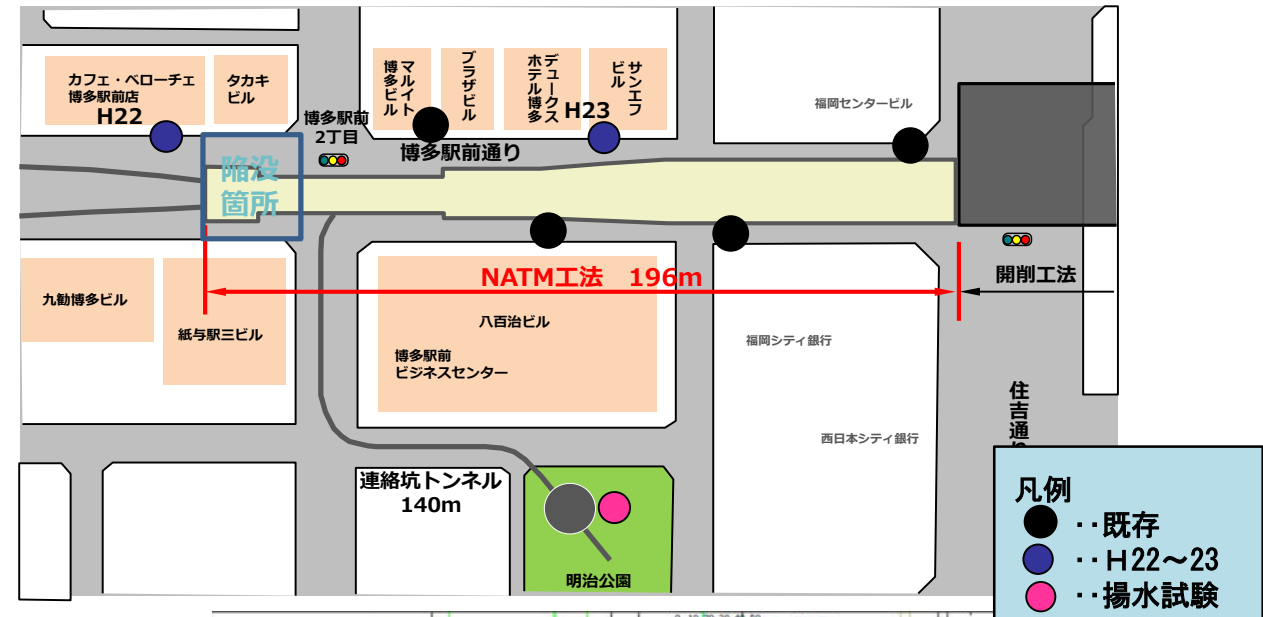 カフェ・ベローチェ
博多駅前店
H22
タカキ
ビル
博多駅前
2丁目
マルイト
博多ビル
プラザビル
デュークス
ホテル博多
H23
サンエフ
ビル
福岡センタービル
博多駅前通り
陥没
箇所
NATM工法 196m
開削工法
九勧博多ビル
紙与駅三ビル
八百治ビル
博多駅前
ビジネスセンター
福岡シティ銀行
西日本シティ銀行
住吉通り
連絡坑トンネル
140m
明治公園
凡例
‥既存
‥H22～23
‥揚水試験